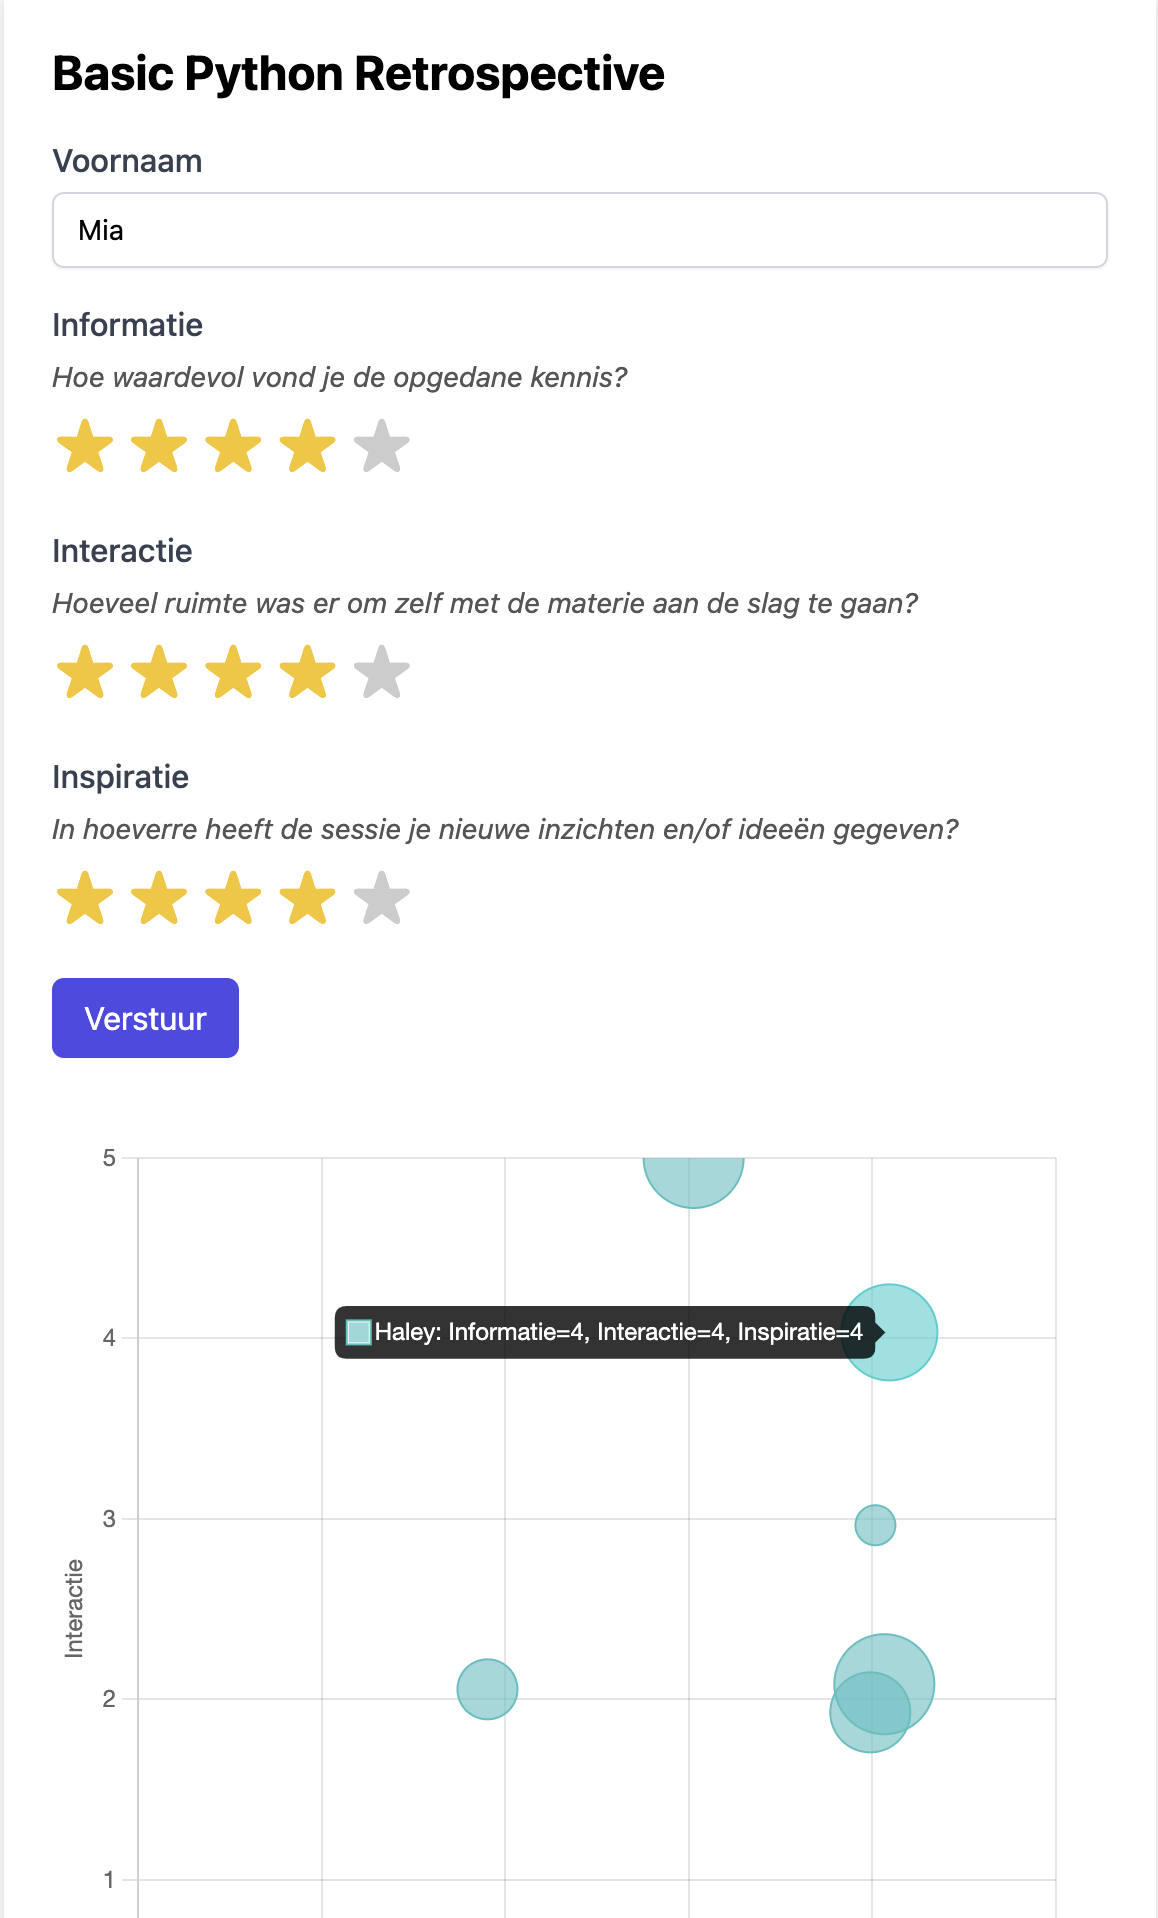 Basic Python Retrospective
Voornaam
Mia
Informatie
Hoe waardevol vond je de opgedane kennis?
Interactie
Hoeveel ruimte was er om zelf met de materie aan de slag te gaan?
Inspiratie
In hoeverre heeft de sessie je nieuwe inzichten en/of ideeën gegeven?
Verstuur
5
Haley: Informatie=4, Interactie=4, Inspiratie=4
4
3
Interactie
2
1